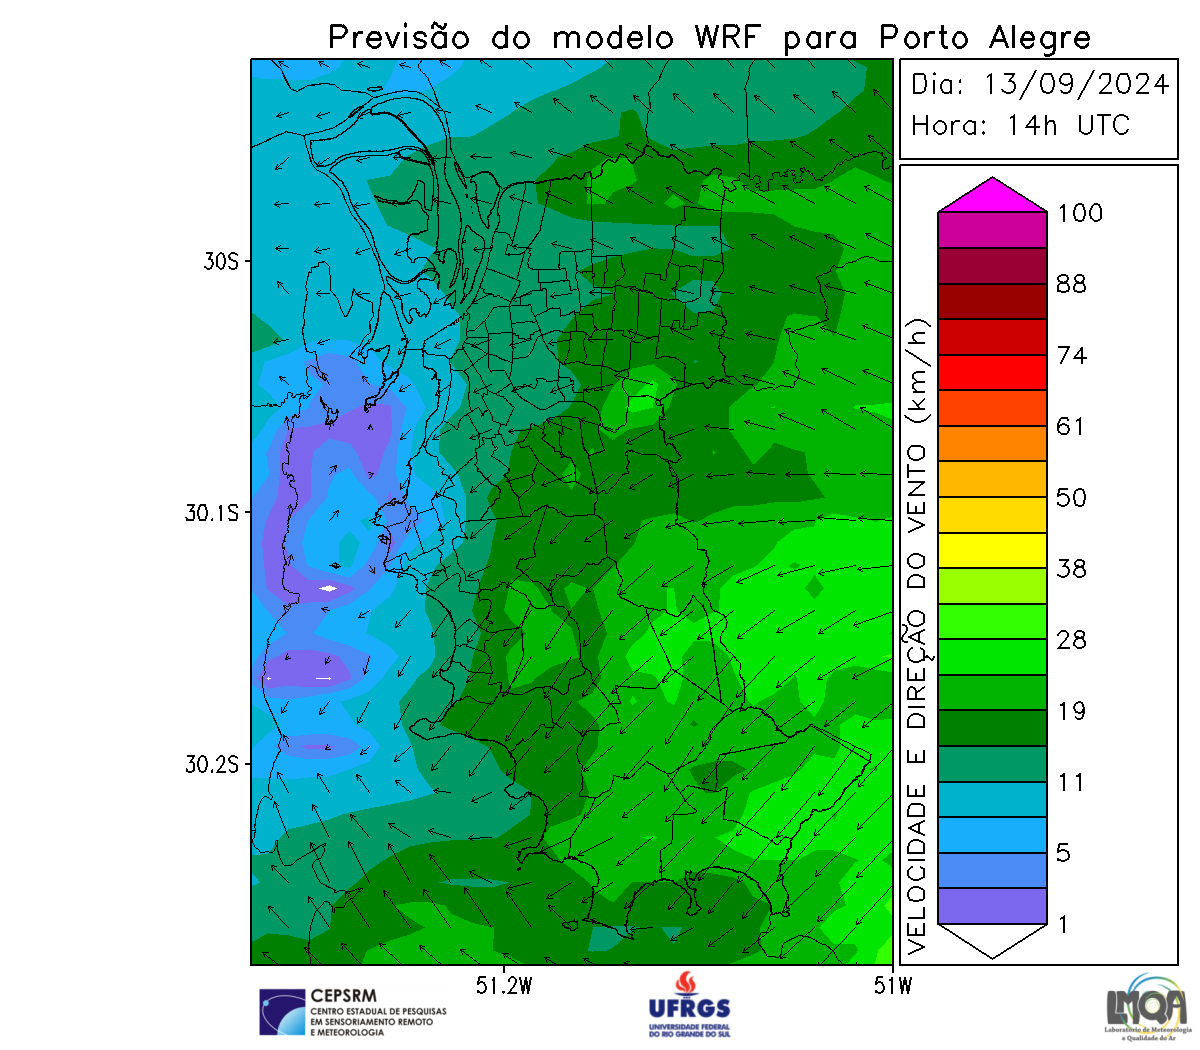 Previsão do modelo WRF para Porto Alegre
Dia: 13/09/2024
Hora: 14h UTC
VELOCIDADE E DIREÇÃO DO VENTO (km/h)
100
88
74
61
50
38
28
19
11
5
1
30S
30.1S
30.2S
51.2W
51W
CEPSRM
CENTRO ESTADUAL DE PESQUISAS
EM SENSORIAMENTO REMOTO
E METEOROLOGIA
UFRGS
UNIVERSIDADE FEDERAL
DO RIO GRANDE DO SUL
LMQA
Laboratório de Meteorologia
e Qualidade do Ar